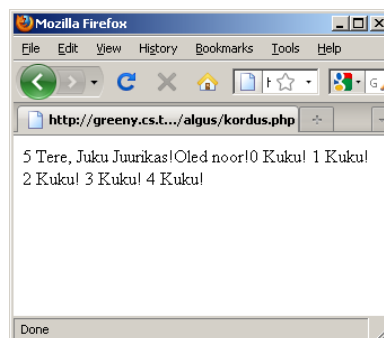 Mozilla Firefox
File Edit View History Bookmarks Tools Help
http://greeny.cs.t.../algus/kordus.php
5 Tere, Juku Juurikas!Oled noor!0 Kuku! 1 Kuku!
2 Kuku! 3 Kuku! 4 Kuku!
Done